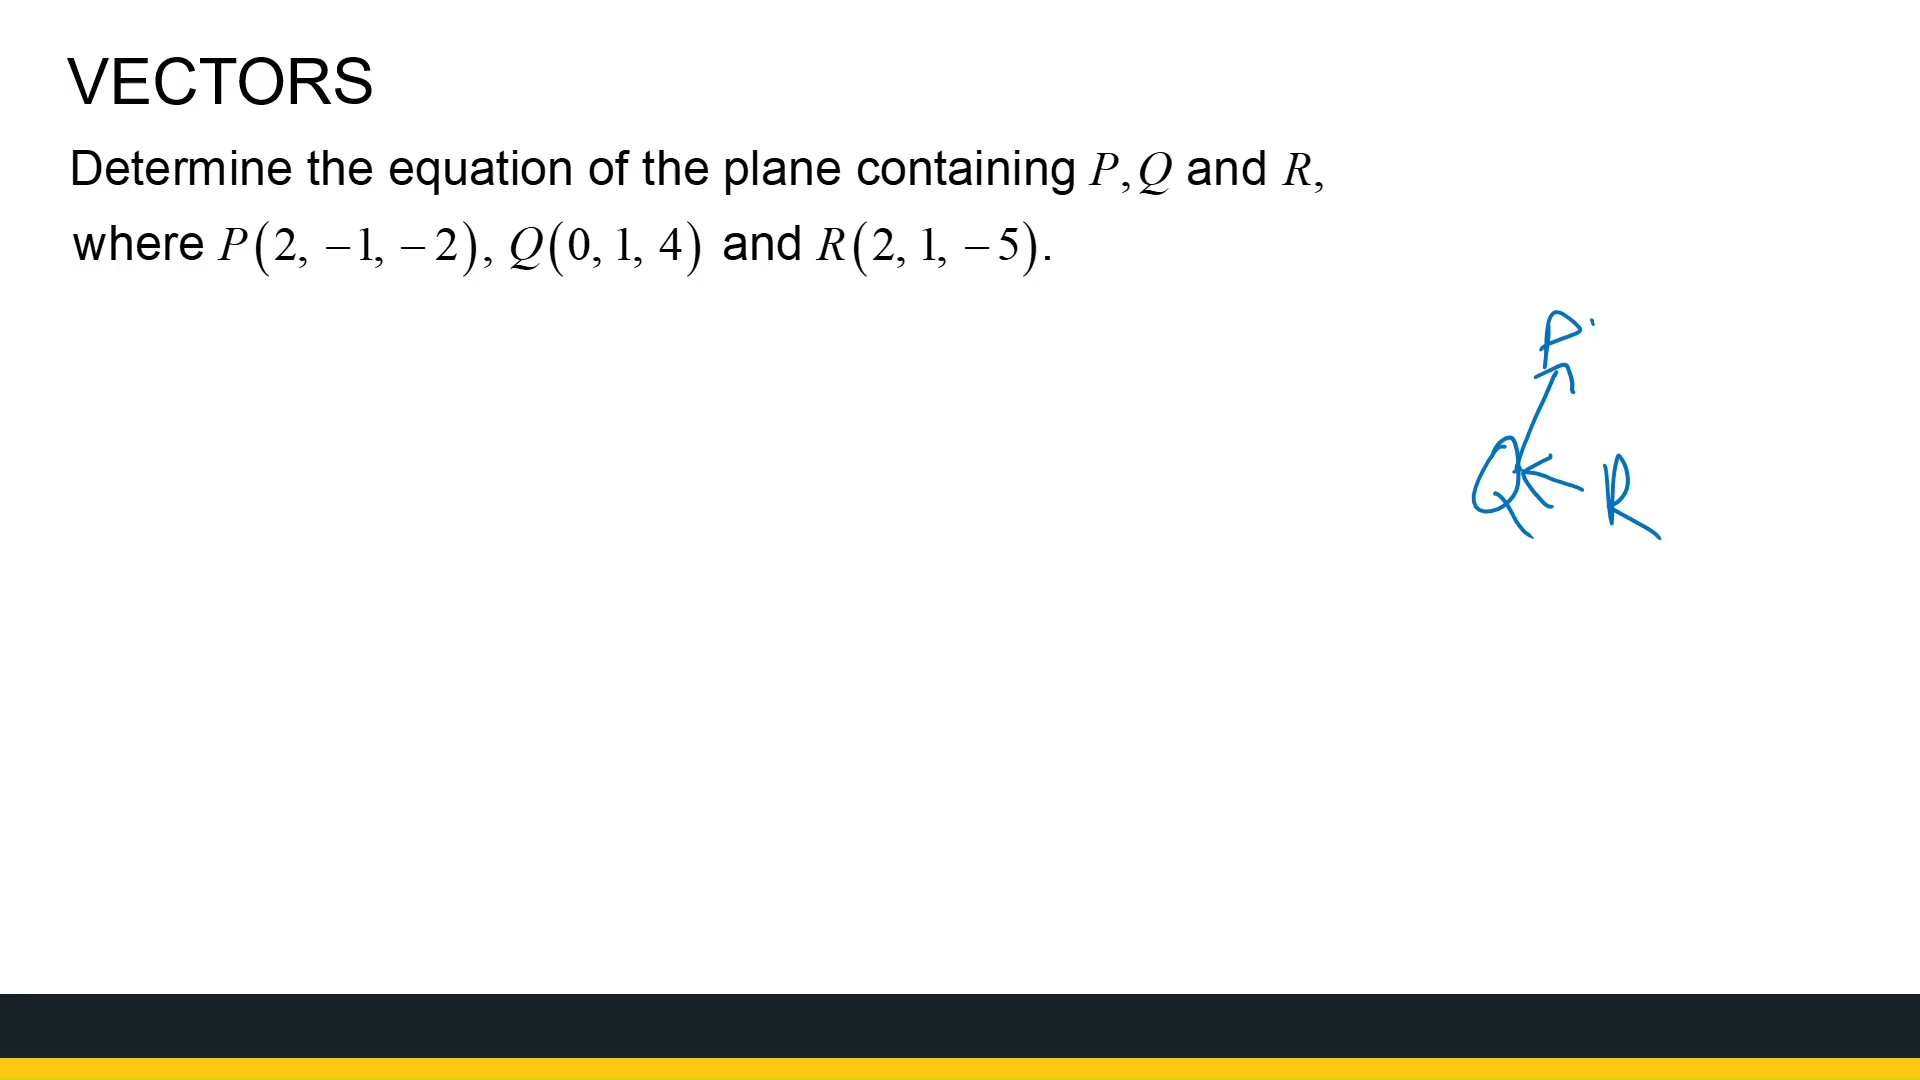 VECTORS
Determine the equation of the plane containing P, Q and R,
where P(2, −1, −2), Q(0, 1, 4) and R(2, 1, −5).
P
Q R